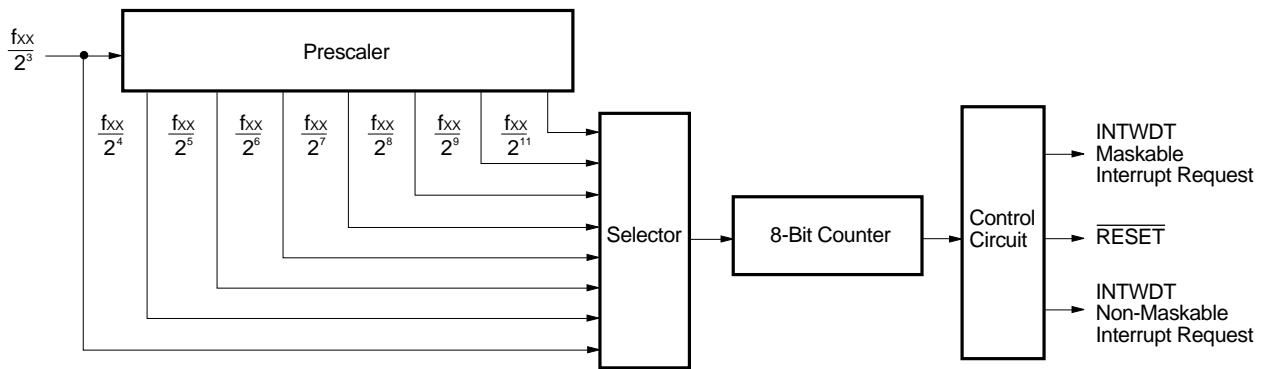 fXX
2³
Prescaler
fXX
2⁴
fXX
2⁵
fXX
2⁶
fXX
2⁷
fXX
2⁸
fXX
2⁹
fXX
2¹¹
Selector
8-Bit Counter
Control
Circuit
INTWDT
Maskable
Interrupt Request
RESET
INTWDT
Non-Maskable
Interrupt Request